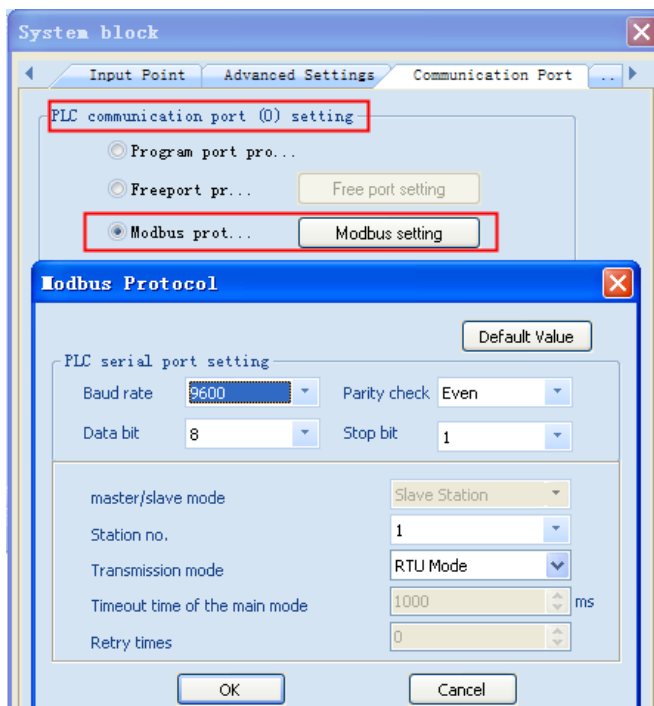 System block
Input Point Advanced Settings Communication Port ..
PLC communication port (0) setting
Program port pro...
Freeport pr... Free port setting
Modbus prot... Modbus setting
Modbus Protocol
Default Value
PLC serial port setting
Baud rate 9600 Parity check Even
Data bit 8 Stop bit 1
master/slave mode Slave Station
Station no. 1
Transmission mode RTU Mode
Timeout time of the main mode 1000 ms
Retry times 0
OK Cancel